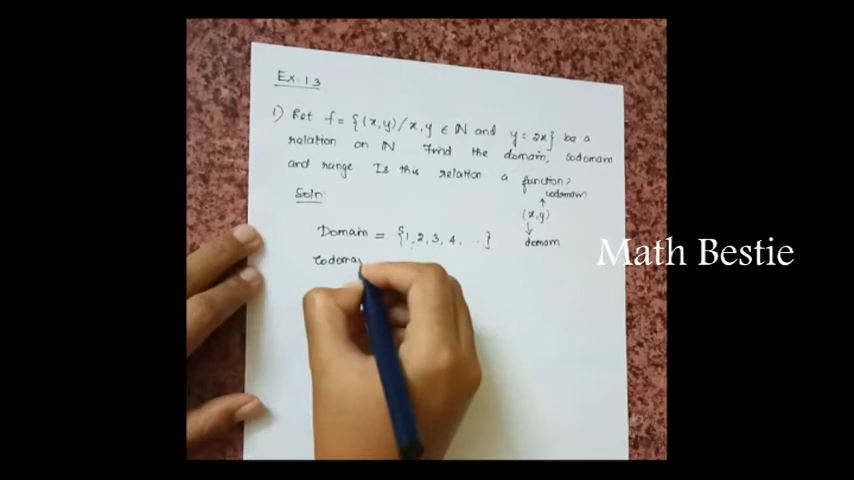 Ex. 1.3
1) Let f = {(x,y)/x,y ∈ ℕ and y = 2x} be a
relation on ℕ Find the domain, codomain
and range Is this relation a function?
Soln
codomain
↑
(x,y)
↓
domain
Domain = {1,2,3,4, ...}
Codomai
Math Bestie